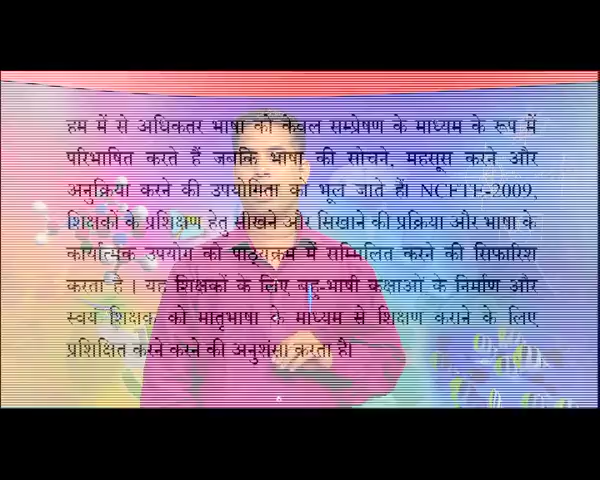 हम में से अधिकतर भाषा को केवल सम्प्रेषण के माध्यम के रूप में
परिभाषित करते हैं जबकि भाषा की सोचने, महसूस करने और
अनुक्रिया करने की उपयोगिता को भूल जाते हैं। NCFTE-2009,
शिक्षकों के प्रशिक्षण हेतु सीखने और सिखाने की प्रक्रिया और भाषा के
कार्यात्मक उपयोग को पाठ्यक्रम में सम्मिलित करने की सिफारिश
करता है। यह शिक्षकों के लिए बहु-भाषी कक्षाओं के निर्माण और
स्वयं शिक्षक को मातृभाषा के माध्यम से शिक्षण कराने के लिए
प्रशिक्षित करने करने की अनुशंसा करता है।